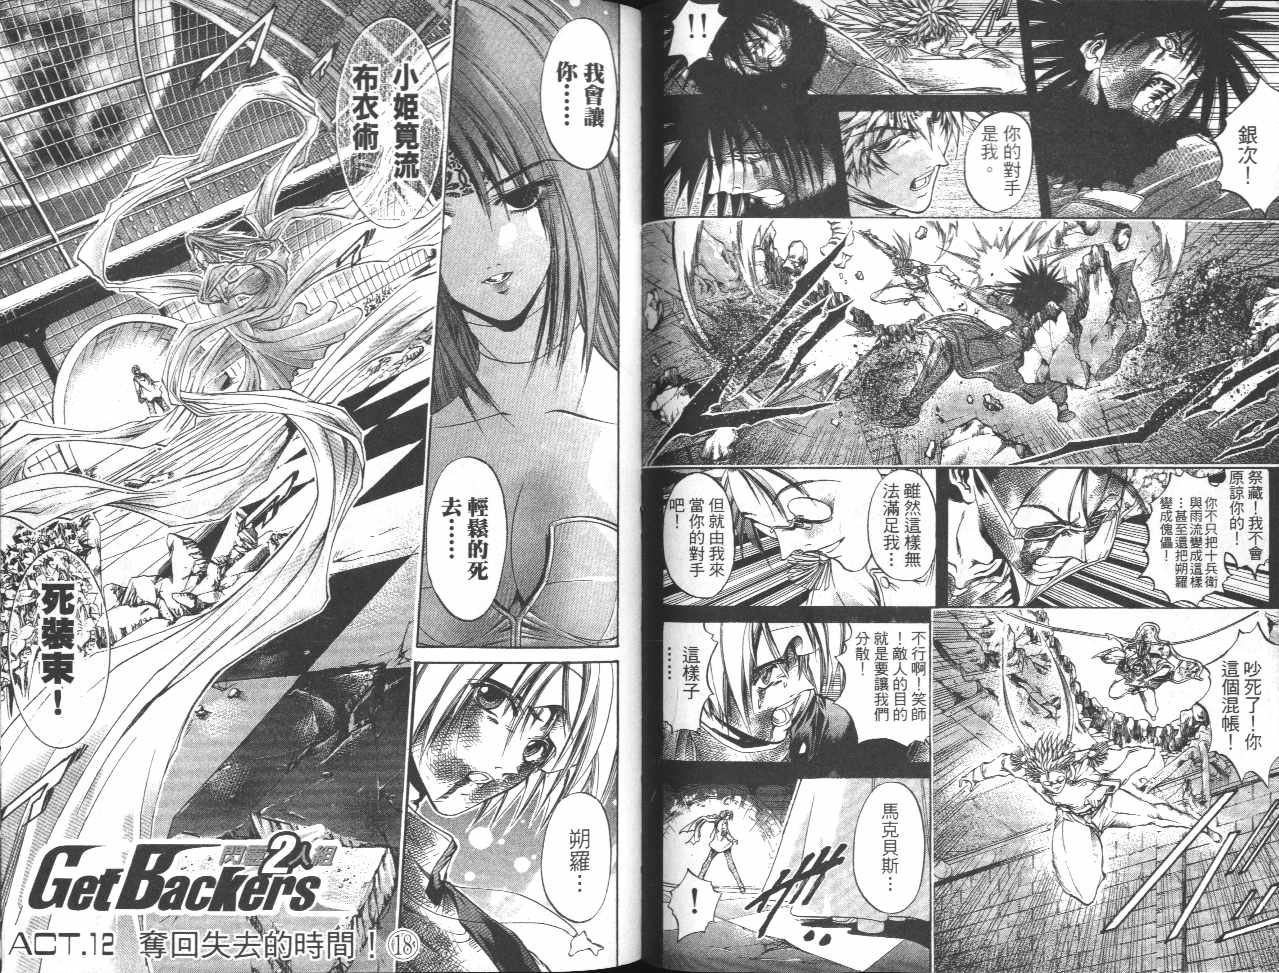 銀次！
你的對手
是我。
！！
祭藏！我不會
原諒你的！
你不只把十兵衛
與雨流變成這樣
…甚至還把朔羅
變成傀儡！
雖然這樣無
法滿足我…
但就由我來
當你的對手
吧！
吵死了！你
這個混帳！
不行啊！笑師
！敵人的目的
就是要讓我們
分散！
這樣子
……
馬克貝斯…
！
我會讓
你……
輕鬆的死
去……
小姫筧流
布衣術
死裝束！
朔羅…
閃靈2人組
GetBackers
ACT.12 奪回失去的時間！⑱